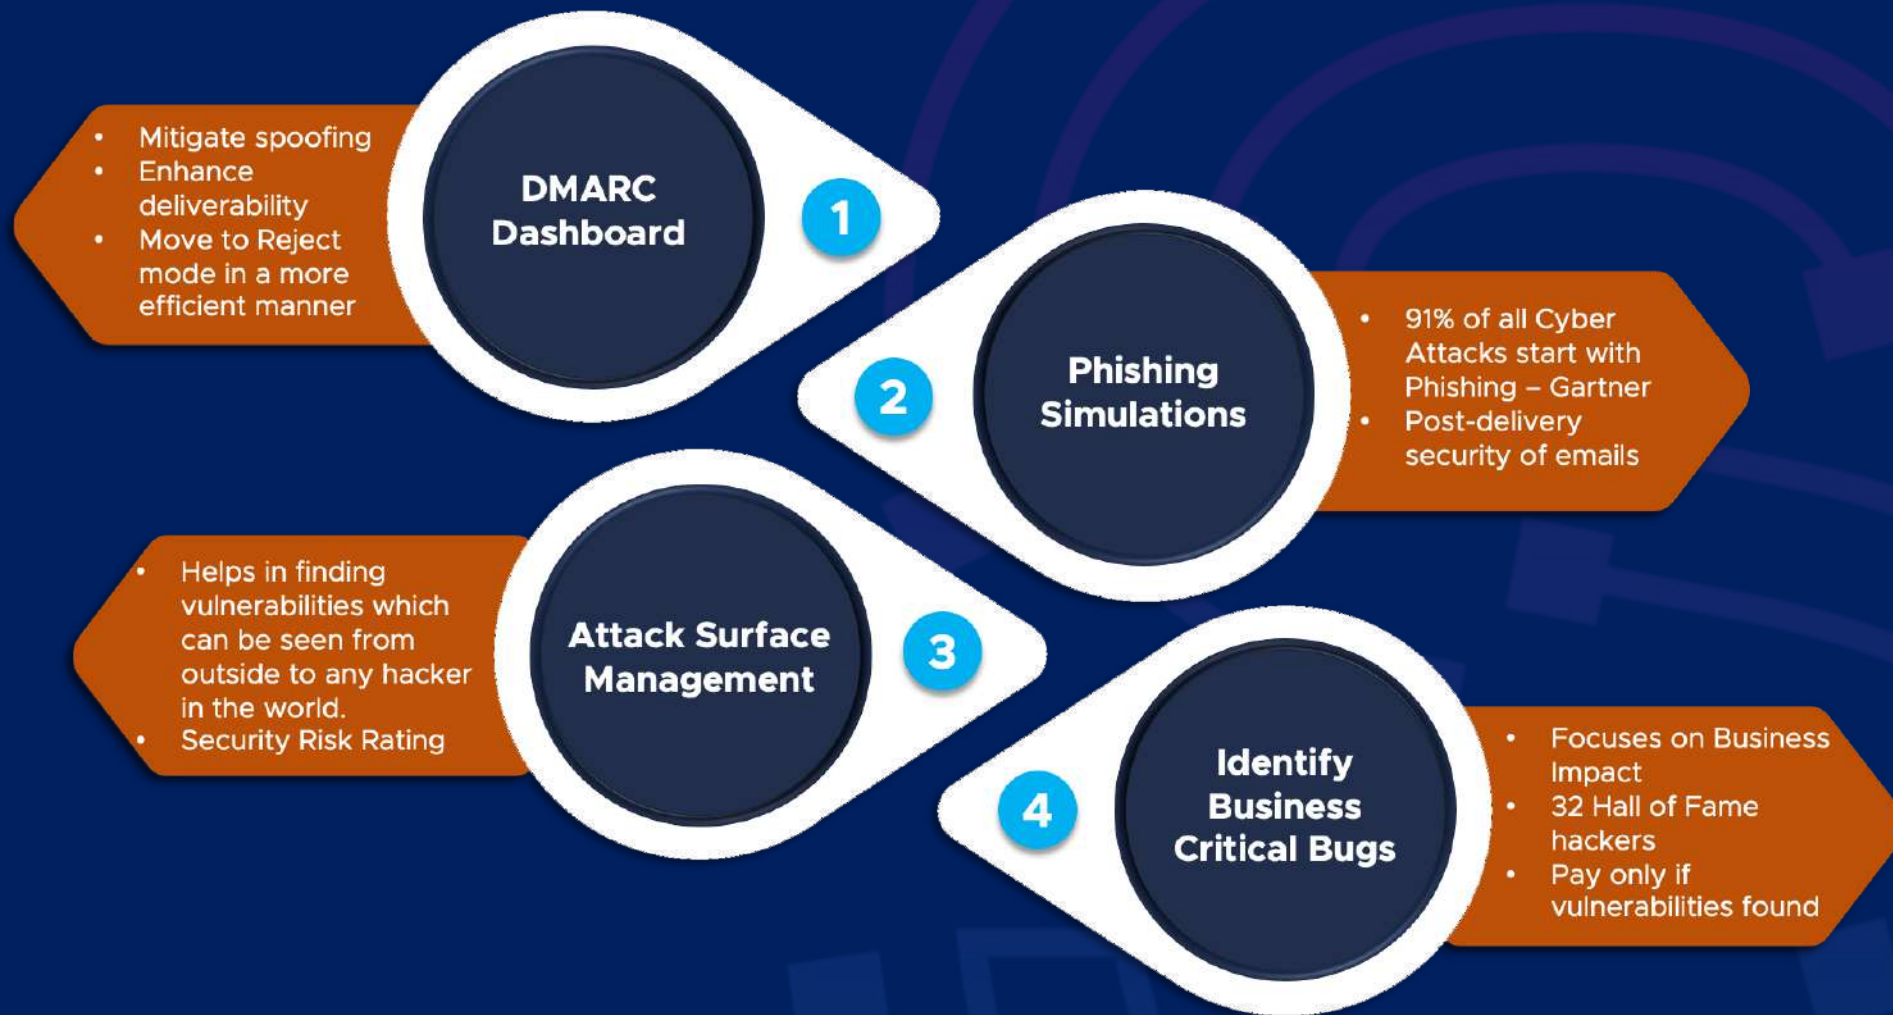 • Mitigate spoofing
• Enhance
deliverability
• Move to Reject
mode in a more
efficient manner
DMARC
Dashboard
1
2
Phishing
Simulations
• 91% of all Cyber
Attacks start with
Phishing – Gartner
• Post-delivery
security of emails
• Helps in finding
vulnerabilities which
can be seen from
outside to any hacker
in the world.
• Security Risk Rating
Attack Surface
Management
3
4
Identify
Business
Critical Bugs
• Focuses on Business
Impact
• 32 Hall of Fame
hackers
• Pay only if
vulnerabilities found